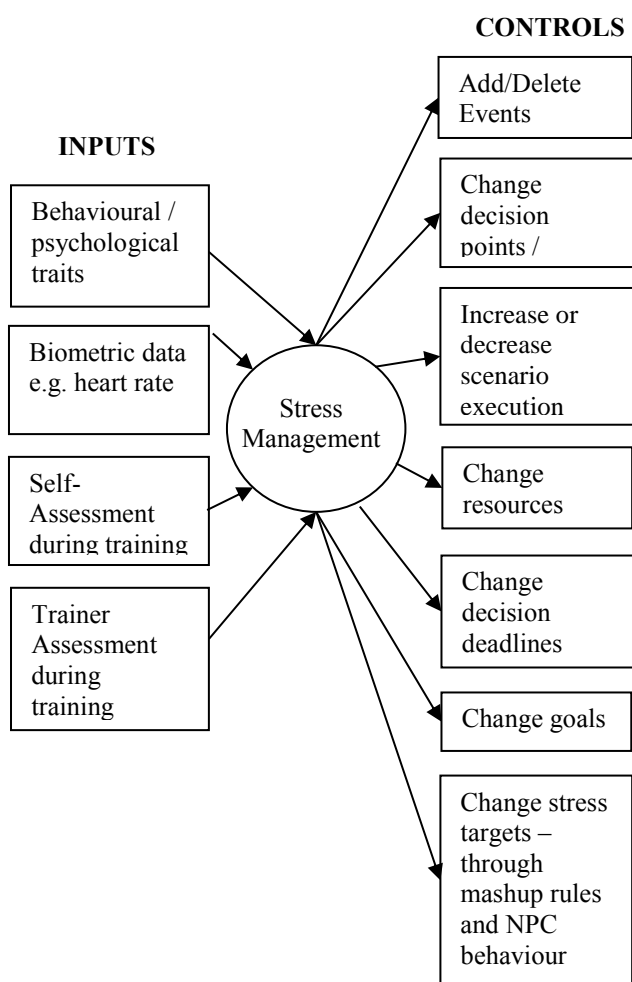 INPUTS
Behavioural /
psychological
traits
Biometric data
e.g. heart rate
Self-
Assessment
during training
Trainer
Assessment
during
training
Stress
Management
CONTROLS
Add/Delete
Events
Change
decision
points /
Increase or
decrease
scenario
execution
Change
resources
Change
decision
deadlines
Change goals
Change stress
targets –
through
mashup rules
and NPC
behaviour